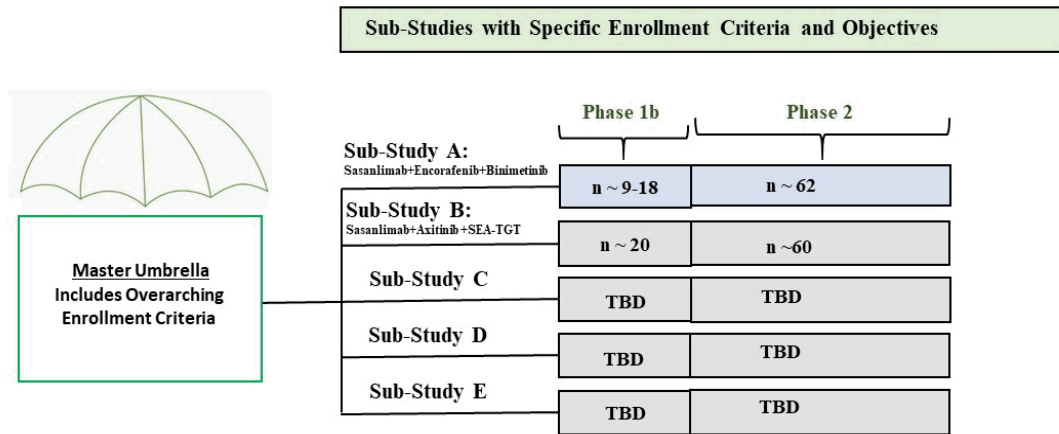 Sub-Studies with Specific Enrollment Criteria and Objectives
Phase 1b
Phase 2
Sub-Study A:
Sasanlimab+Encorafenib+Binimetinib
n ~ 9-18
n ~ 62
Sub-Study B:
Sasanlimab+Axitinib+SEA-TGT
n ~ 20
n ~60
Master Umbrella
Includes Overarching
Enrollment Criteria
Sub-Study C
TBD
TBD
Sub-Study D
TBD
TBD
Sub-Study E
TBD
TBD